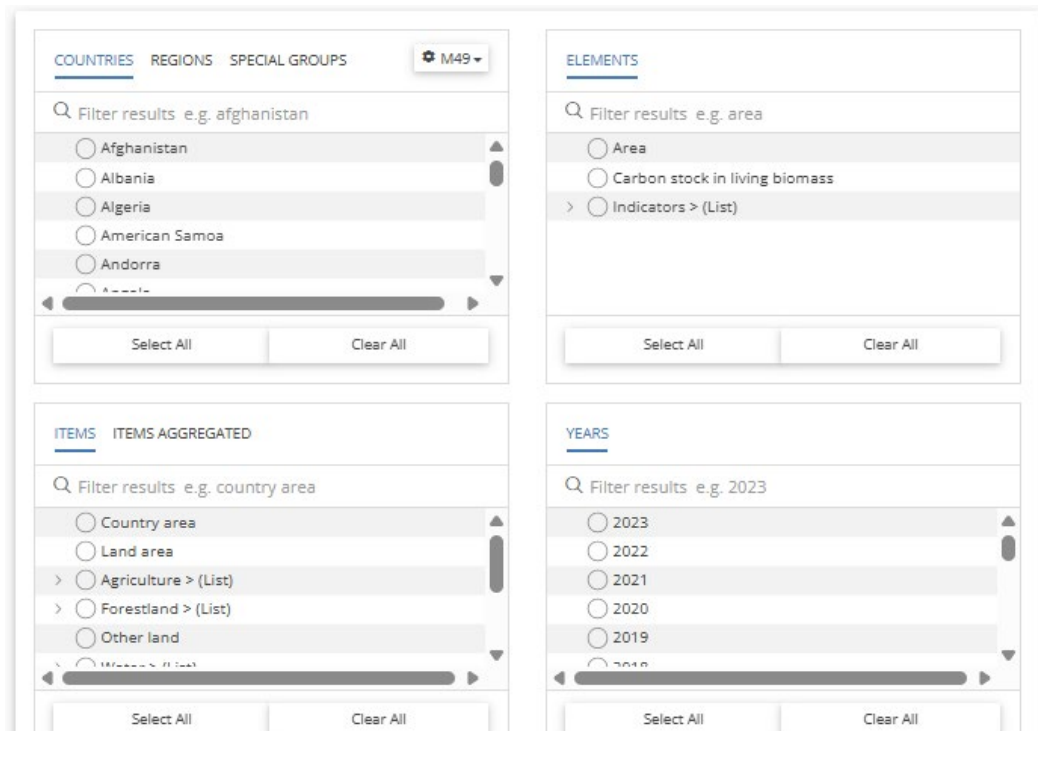 COUNTRIES REGIONS SPECIAL GROUPS M49
Filter results e.g. afghanistan
Afghanistan
Albania
Algeria
American Samoa
Andorra
Select All Clear All
ELEMENTS
Filter results e.g. area
Area
Carbon stock in living biomass
> Indicators > (List)
Select All Clear All
ITEMS ITEMS AGGREGATED
Filter results e.g. country area
Country area
Land area
> Agriculture > (List)
> Forestland > (List)
Other land
Select All Clear All
YEARS
Filter results e.g. 2023
2023
2022
2021
2020
2019
Select All Clear All